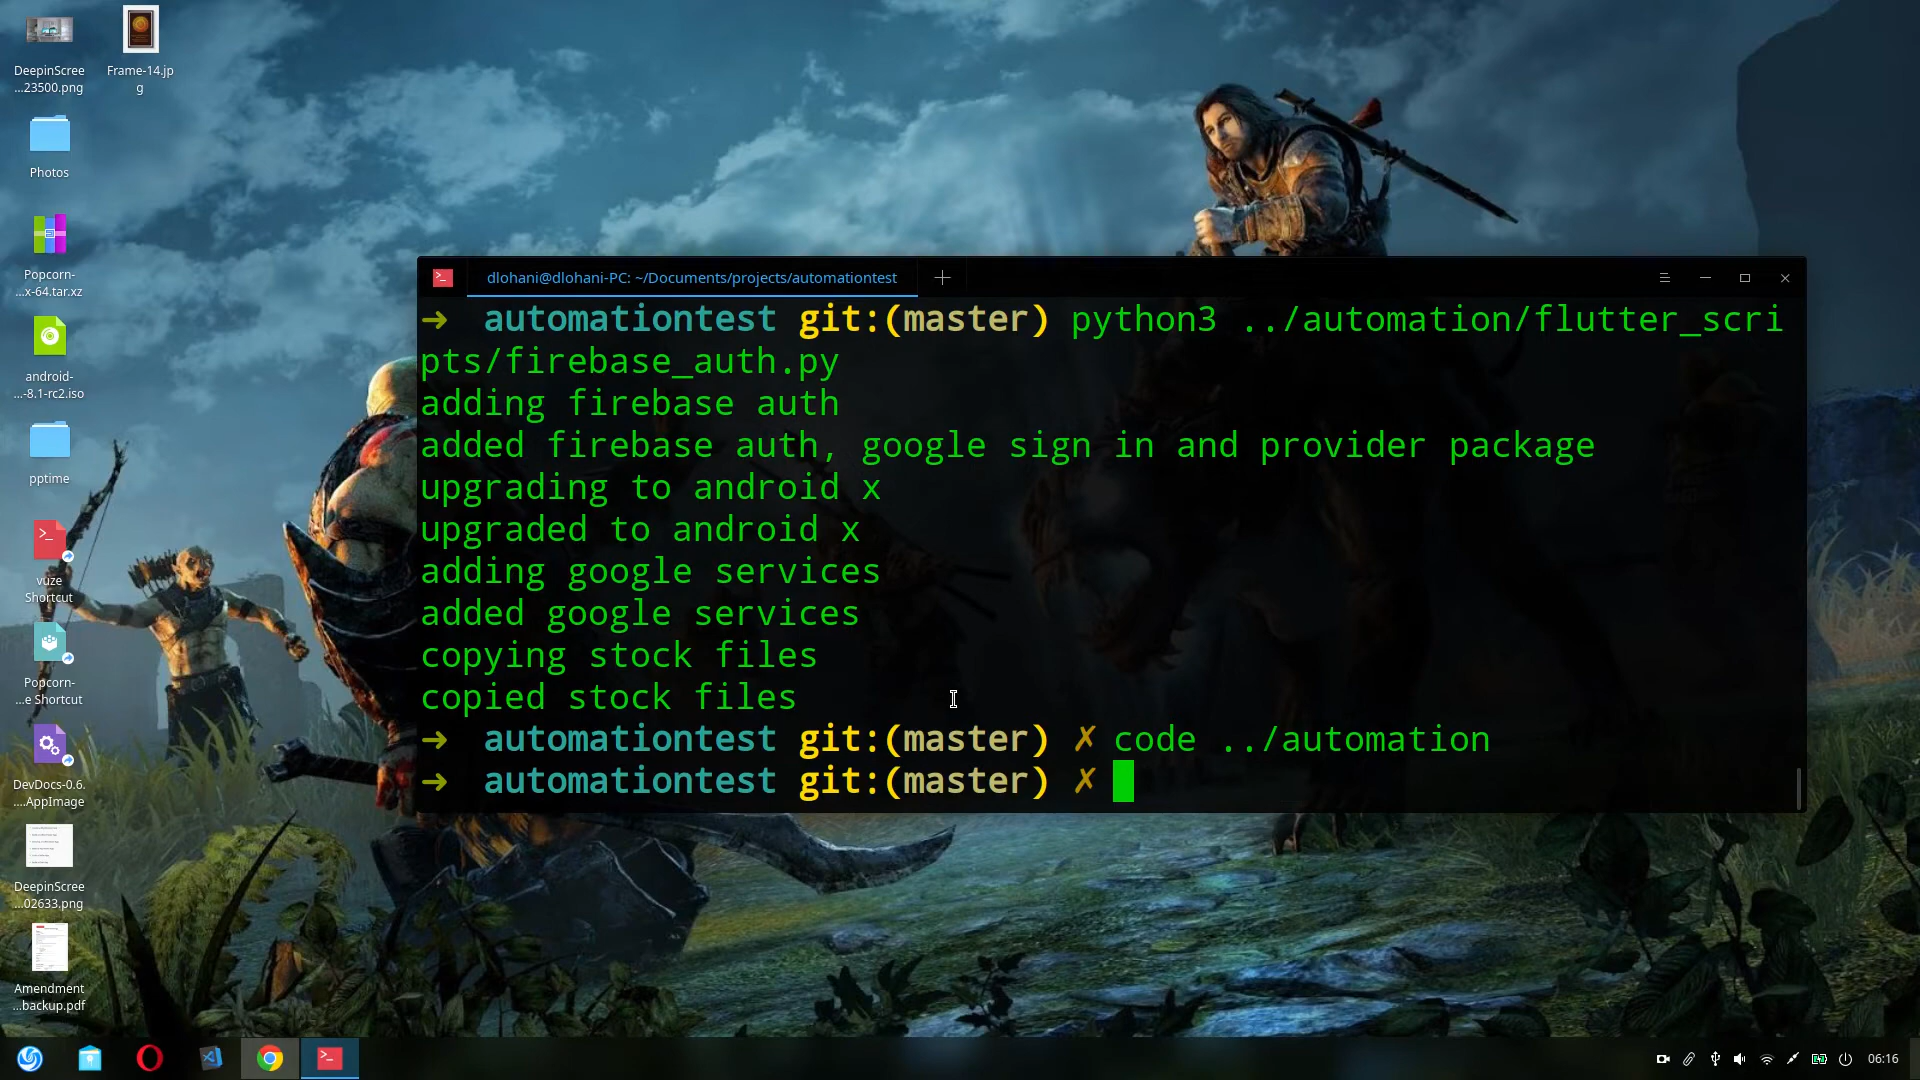 DeepinScree
...23500.png
Frame-14.jp
g
Photos
Popcorn-
...x-64.tar.xz
android-
...-8.1-rc2.iso
pptime
vuze
Shortcut
Popcorn-
...e Shortcut
DevDocs-0.6.
....AppImage
DeepinScree
...02633.png
Amendment
...backup.pdf
dlohani@dlohani-PC: ~/Documents/projects/automationtest
➜ automationtest git:(master) python3 ../automation/flutter_scri
pts/firebase_auth.py
adding firebase auth
added firebase auth, google sign in and provider package
upgrading to android x
upgraded to android x
adding google services
added google services
copying stock files
copied stock files
➜ automationtest git:(master) ✗ code ../automation
➜ automationtest git:(master) ✗
06:16